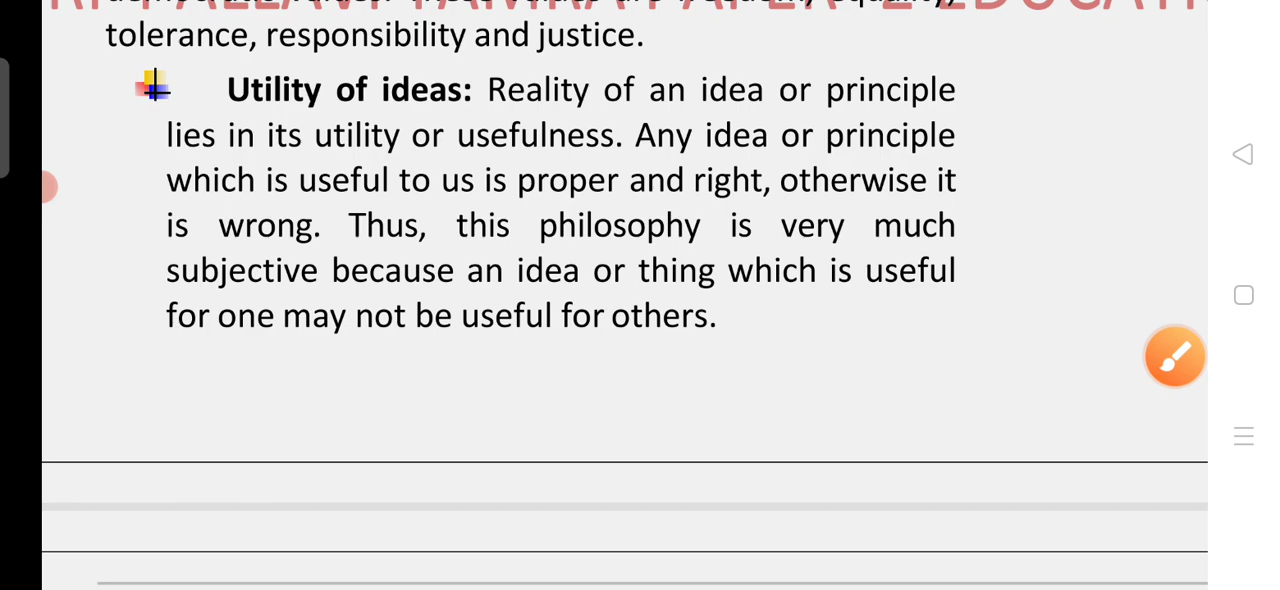 tolerance, responsibility and justice.
Utility of ideas: Reality of an idea or principle
lies in its utility or usefulness. Any idea or principle
which is useful to us is proper and right, otherwise it
is wrong. Thus, this philosophy is very much
subjective because an idea or thing which is useful
for one may not be useful for others.